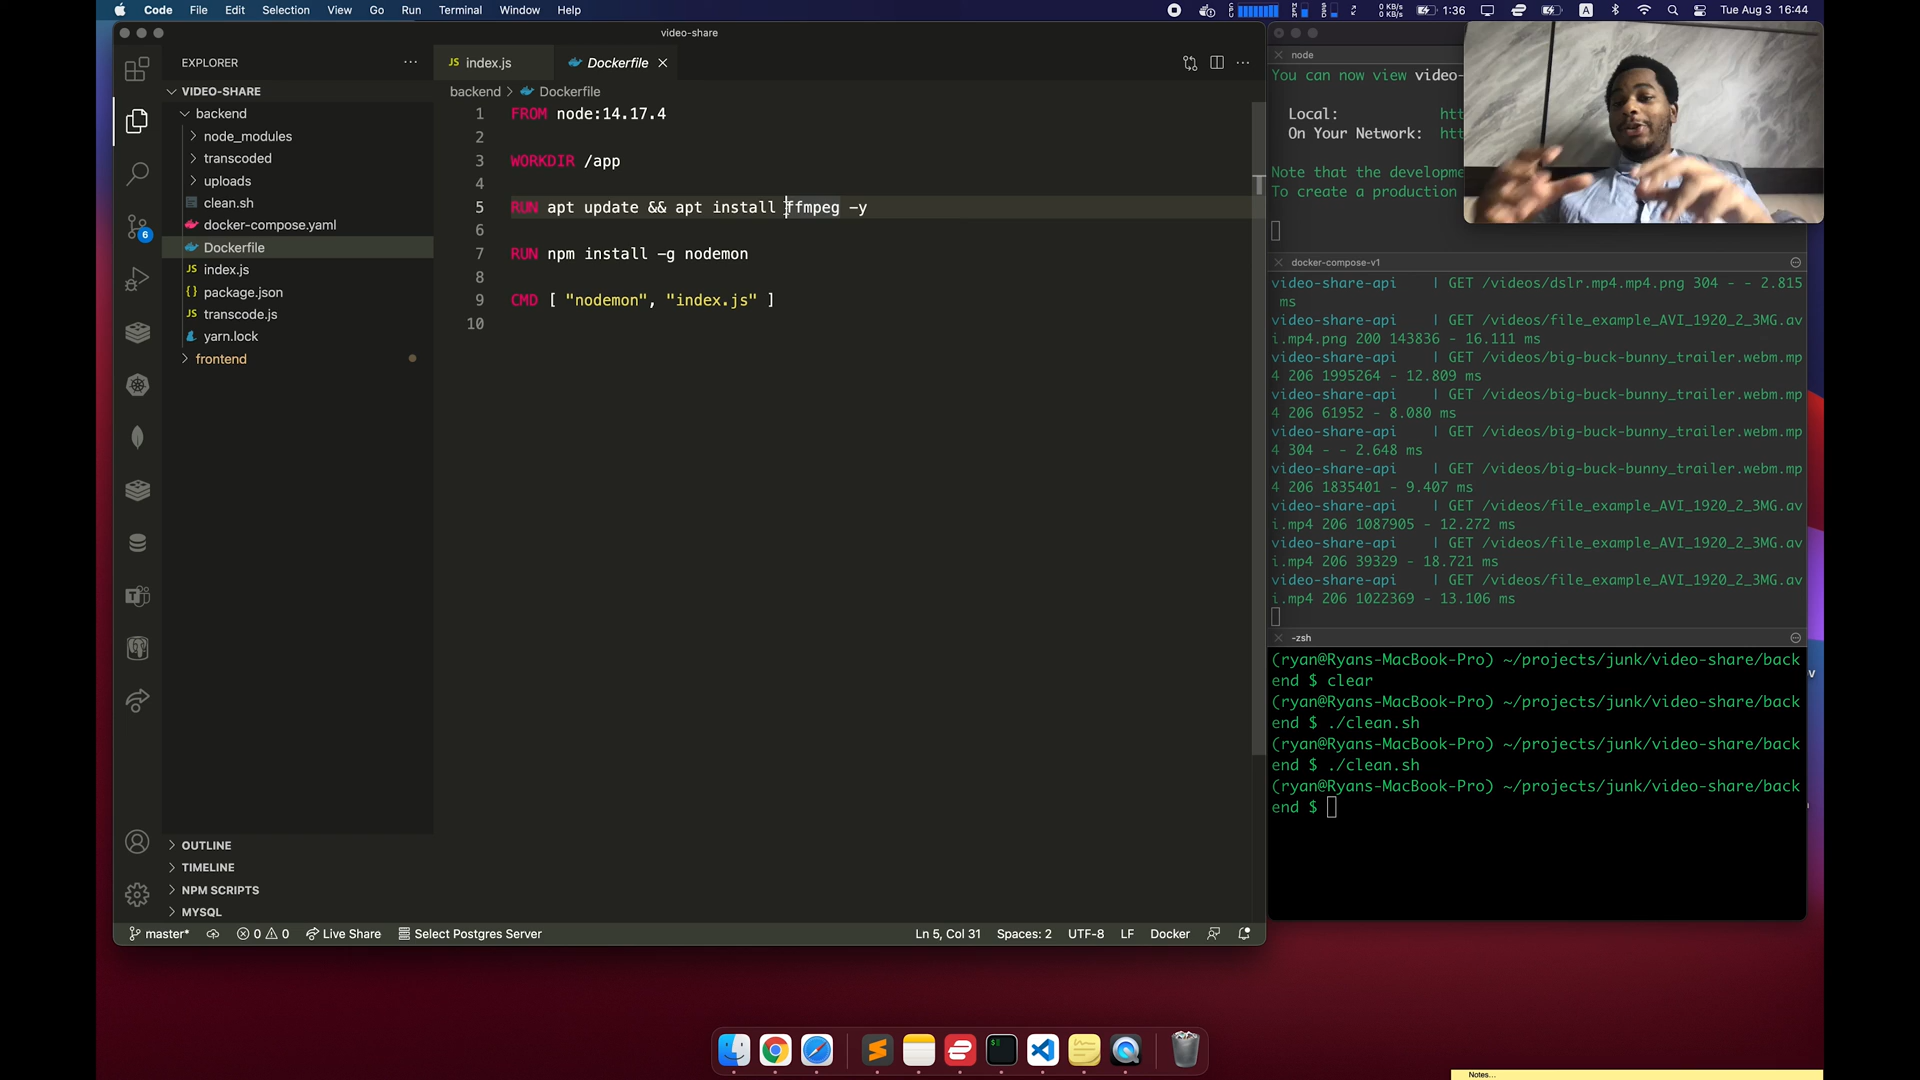 Code File Edit Selection View Go Run Terminal Window Help
0 KB/s
0 KB/s
1:36
A
Tue Aug 3 16:44
video-share
EXPLORER
VIDEO-SHARE
backend
node_modules
transcoded
uploads
clean.sh
docker-compose.yaml
Dockerfile
JS index.js
{} package.json
JS transcode.js
yarn.lock
frontend
6
OUTLINE
TIMELINE
NPM SCRIPTS
MYSQL
JS index.js
Dockerfile
backend > Dockerfile
1 FROM node:14.17.4
2
3 WORKDIR /app
4
5 RUN apt update && apt install ffmpeg -y
6
7 RUN npm install -g nodemon
8
9 CMD [ "nodemon", "index.js" ]
10
master* 0 0 Live Share Select Postgres Server
Ln 5, Col 31 Spaces: 2 UTF-8 LF Docker
node
You can now view video-
Local: htt
On Your Network: htt
Note that the developme
To create a production
docker-compose-v1
video-share-api | GET /videos/dslr.mp4.mp4.png 304 - - 2.815
ms
video-share-api | GET /videos/file_example_AVI_1920_2_3MG.av
i.mp4.png 200 143836 - 16.111 ms
video-share-api | GET /videos/big-buck-bunny_trailer.webm.mp
4 206 1995264 - 12.809 ms
video-share-api | GET /videos/big-buck-bunny_trailer.webm.mp
4 206 61952 - 8.080 ms
video-share-api | GET /videos/big-buck-bunny_trailer.webm.mp
4 304 - - 2.648 ms
video-share-api | GET /videos/big-buck-bunny_trailer.webm.mp
4 206 1835401 - 9.407 ms
video-share-api | GET /videos/file_example_AVI_1920_2_3MG.av
i.mp4 206 1087905 - 12.272 ms
video-share-api | GET /videos/file_example_AVI_1920_2_3MG.av
i.mp4 206 39329 - 18.721 ms
video-share-api | GET /videos/file_example_AVI_1920_2_3MG.av
i.mp4 206 1022369 - 13.106 ms
-zsh
(ryan@Ryans-MacBook-Pro) ~/projects/junk/video-share/back
end $ clear
(ryan@Ryans-MacBook-Pro) ~/projects/junk/video-share/back
end $ ./clean.sh
(ryan@Ryans-MacBook-Pro) ~/projects/junk/video-share/back
end $ ./clean.sh
(ryan@Ryans-MacBook-Pro) ~/projects/junk/video-share/back
end $
Notes...